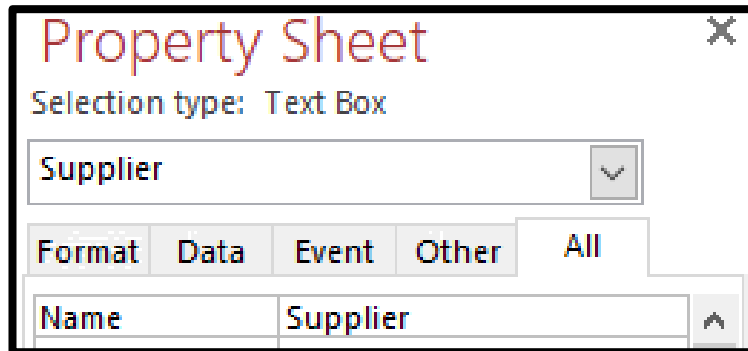 Property Sheet
Selection type: Text Box
Supplier
Format Data Event Other All
Name Supplier